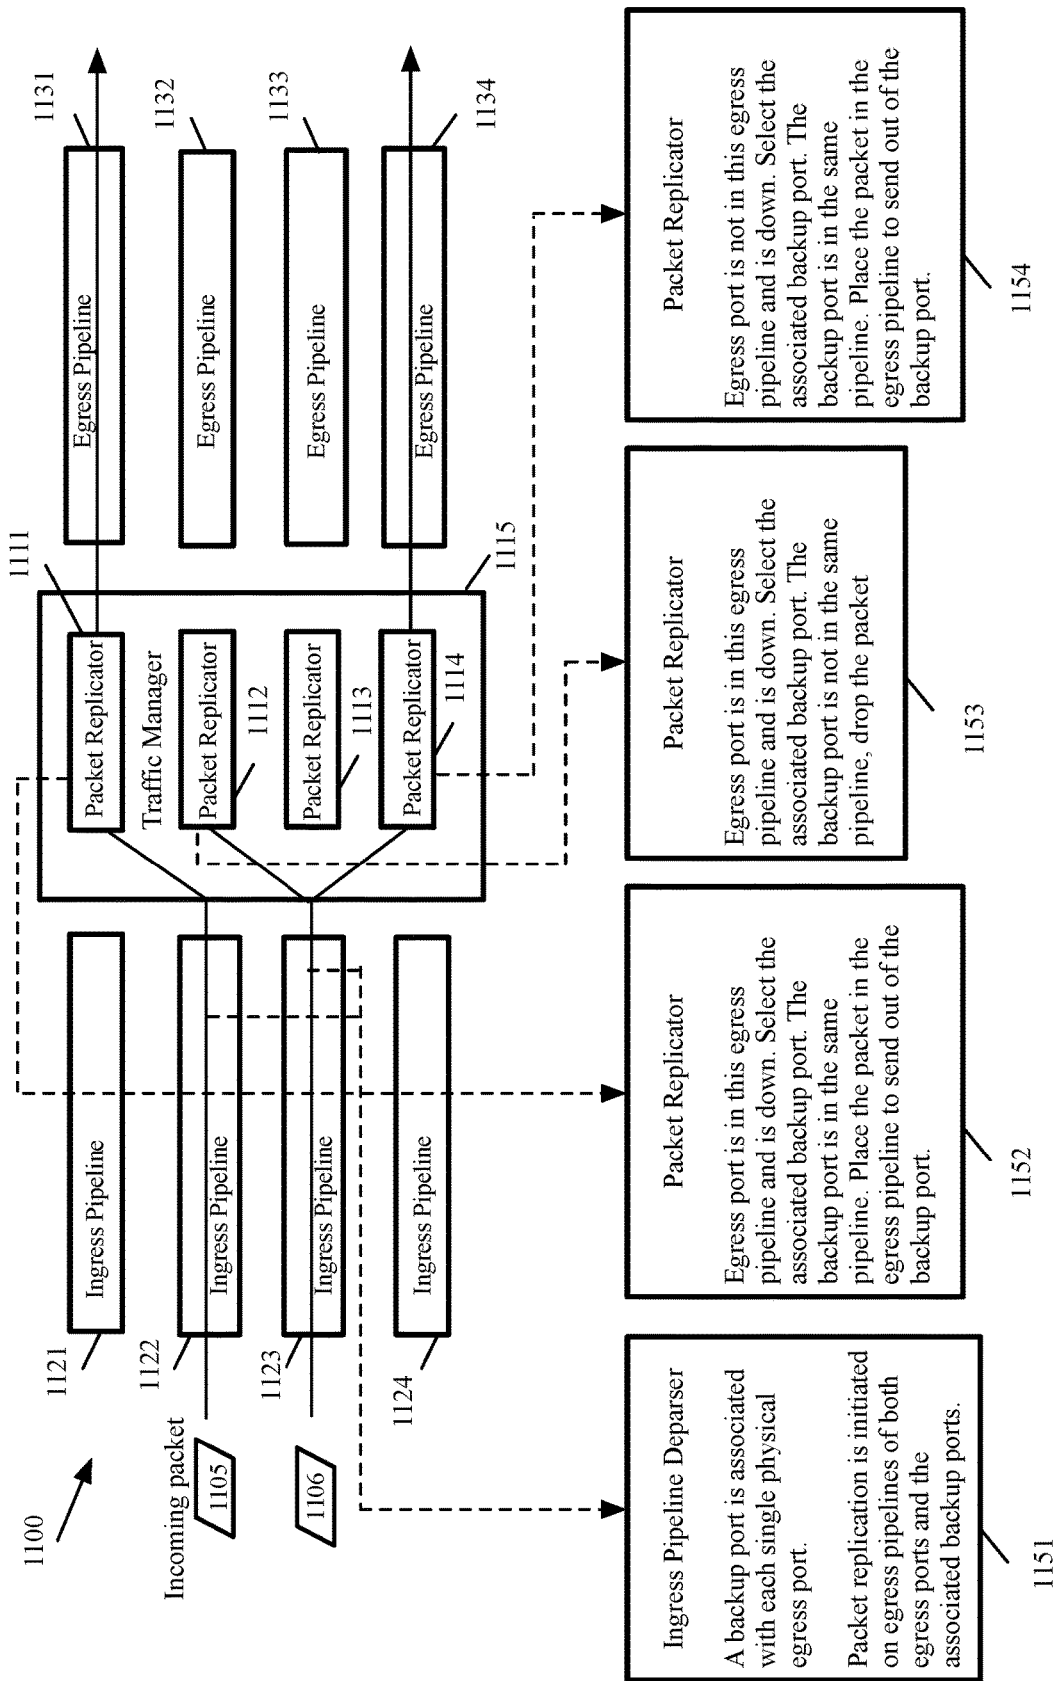 1100
Incoming packet
1105
1106
1121
Ingress Pipeline
1122
Ingress Pipeline
1123
Ingress Pipeline
1124
Ingress Pipeline
1111
Packet Replicator
Traffic Manager
Packet Replicator
1112
Packet Replicator
1113
Packet Replicator
1114
1115
Egress Pipeline
1131
Egress Pipeline
1132
Egress Pipeline
1133
Egress Pipeline
1134
Ingress Pipeline Deparser
A backup port is associated
with each single physical
egress port.
Packet replication is initiated
on egress pipelines of both
egress ports and the
associated backup ports.
1151
Packet Replicator
Egress port is in this egress
pipeline and is down. Select the
associated backup port. The
backup port is in the same
pipeline. Place the packet in the
egress pipeline to send out of the
backup port.
1152
Packet Replicator
Egress port is in this egress
pipeline and is down. Select the
associated backup port. The
backup port is not in the same
pipeline, drop the packet
1153
Packet Replicator
Egress port is not in this egress
pipeline and is down. Select the
associated backup port. The
backup port is in the same
pipeline. Place the packet in the
egress pipeline to send out of the
backup port.
1154